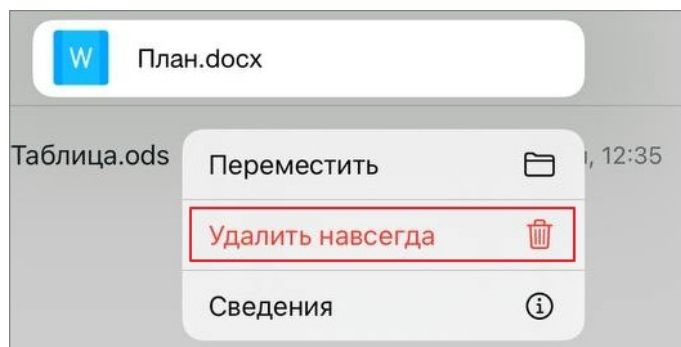 W План.docx
Таблица.ods , 12:35
Переместить
Удалить навсегда
Сведения